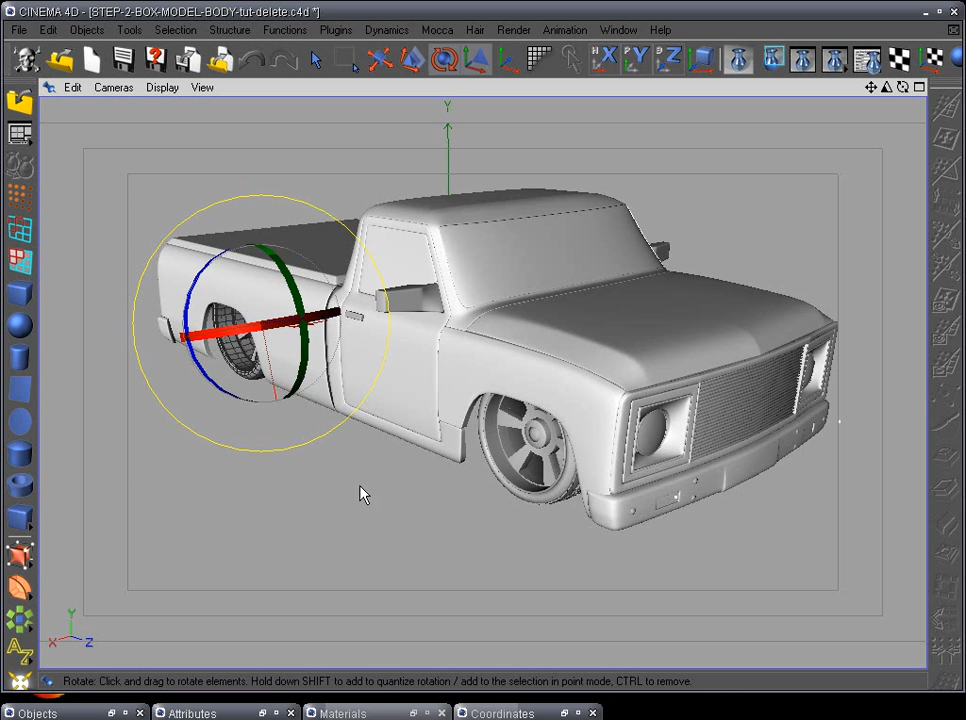 CINEMA 4D - [STEP-2-BOX-MODEL-BODY-tut-delete.c4d *]
File Edit Objects Tools Selection Structure Functions Plugins Dynamics Mocca Hair Render Animation Window Help
X Y Z
Edit Cameras Display View
Y
Y
X Z
Rotate: Click and drag to rotate elements. Hold down SHIFT to add to quantize rotation / add to the selection in point mode, CTRL to remove.
Objects Attributes Materials Coordinates